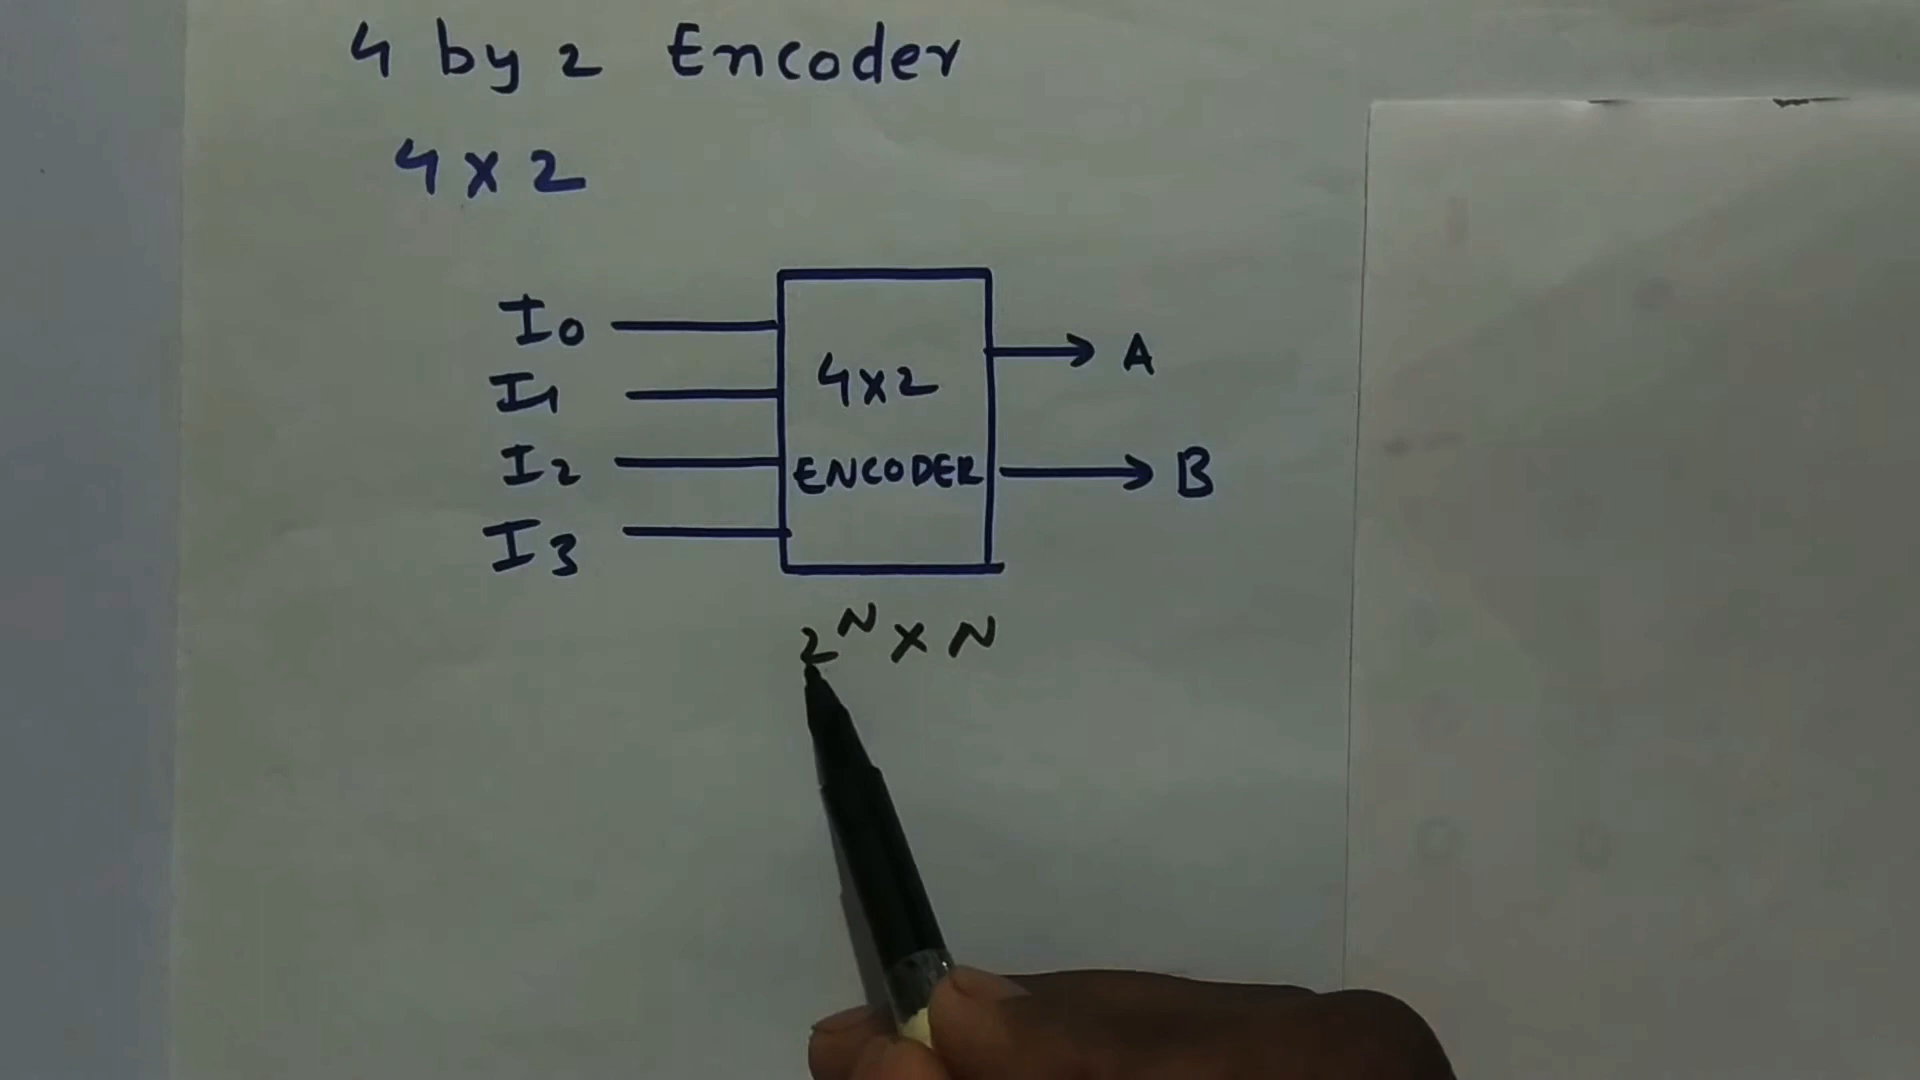 4 by 2 Encoder
4 x 2
I0
I1
I2
I3
4x2
ENCODER
A
B
2^N x N